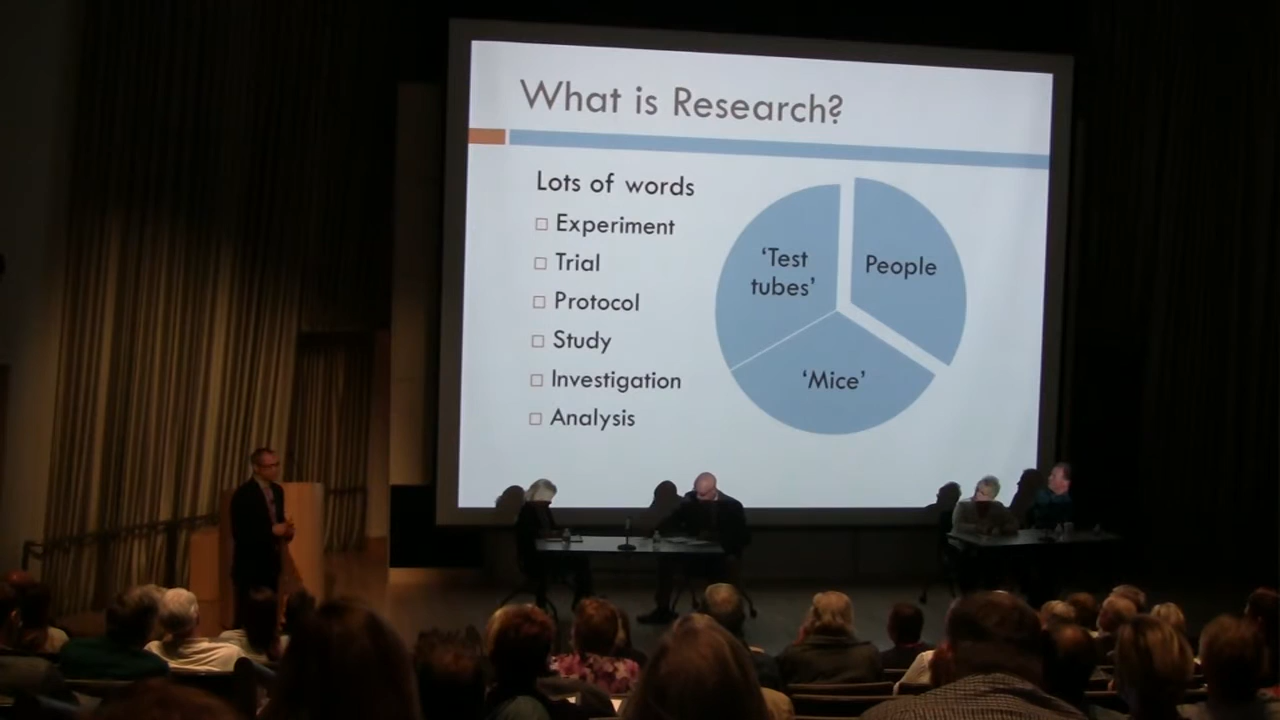 What is Research?
Lots of words
Experiment
Trial
Protocol
Study
Investigation
Analysis
‘Test
tubes’
People
‘Mice’